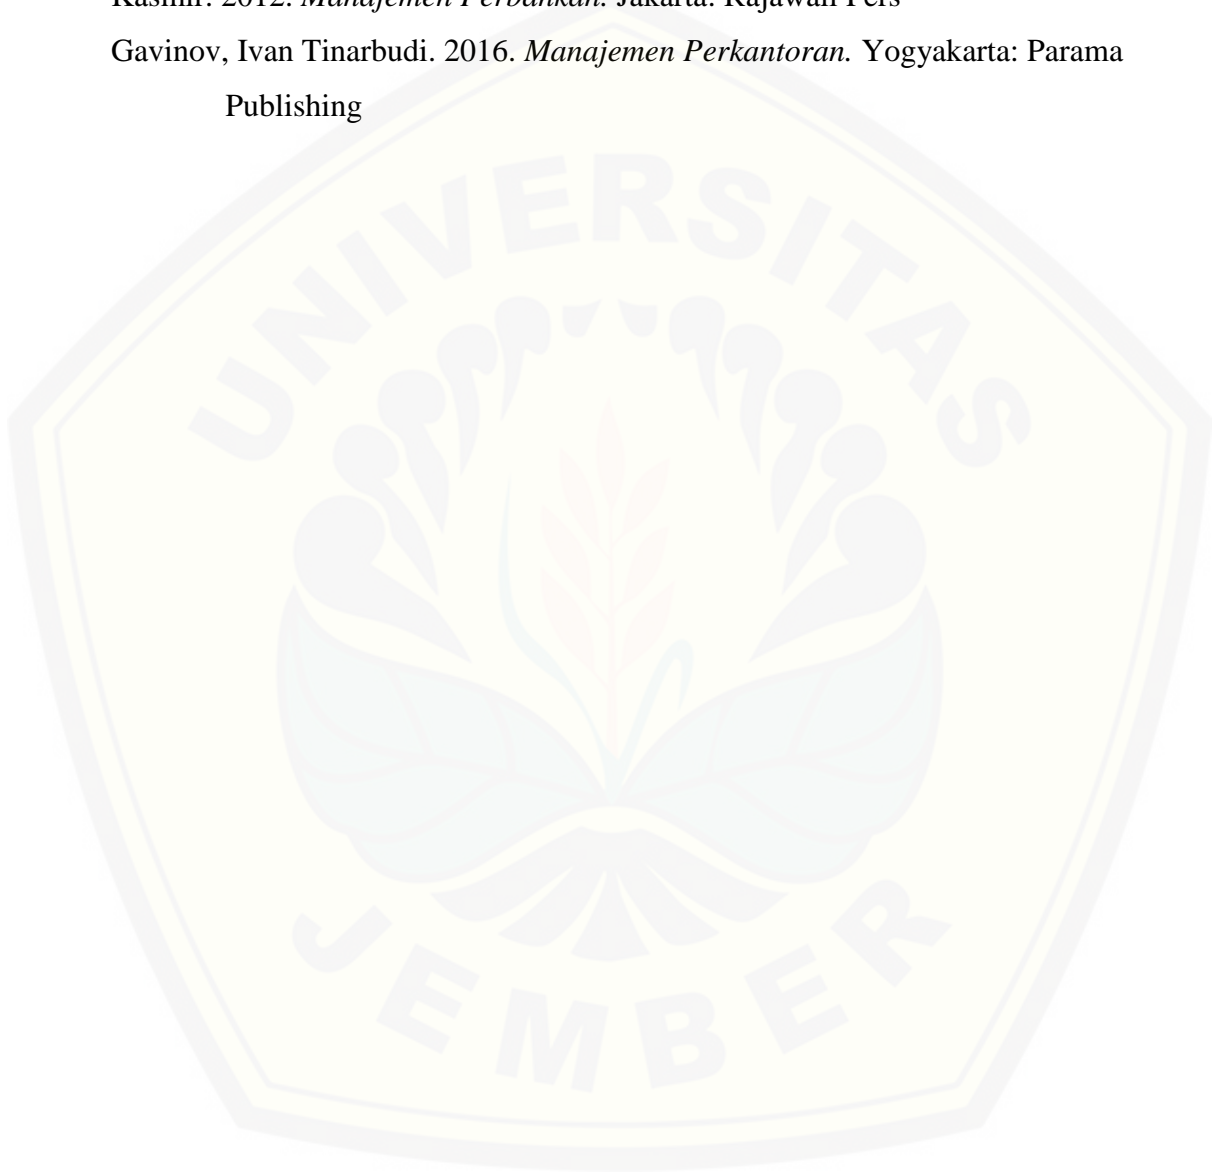 Kasmir. 2012. Manajemen Perbankan. Jakarta: Rajawali Pers
Gavinov, Ivan Tinarbudi. 2016. Manajemen Perkantoran. Yogyakarta: Parama
Publishing
UNIVERSITAS
JEMBER